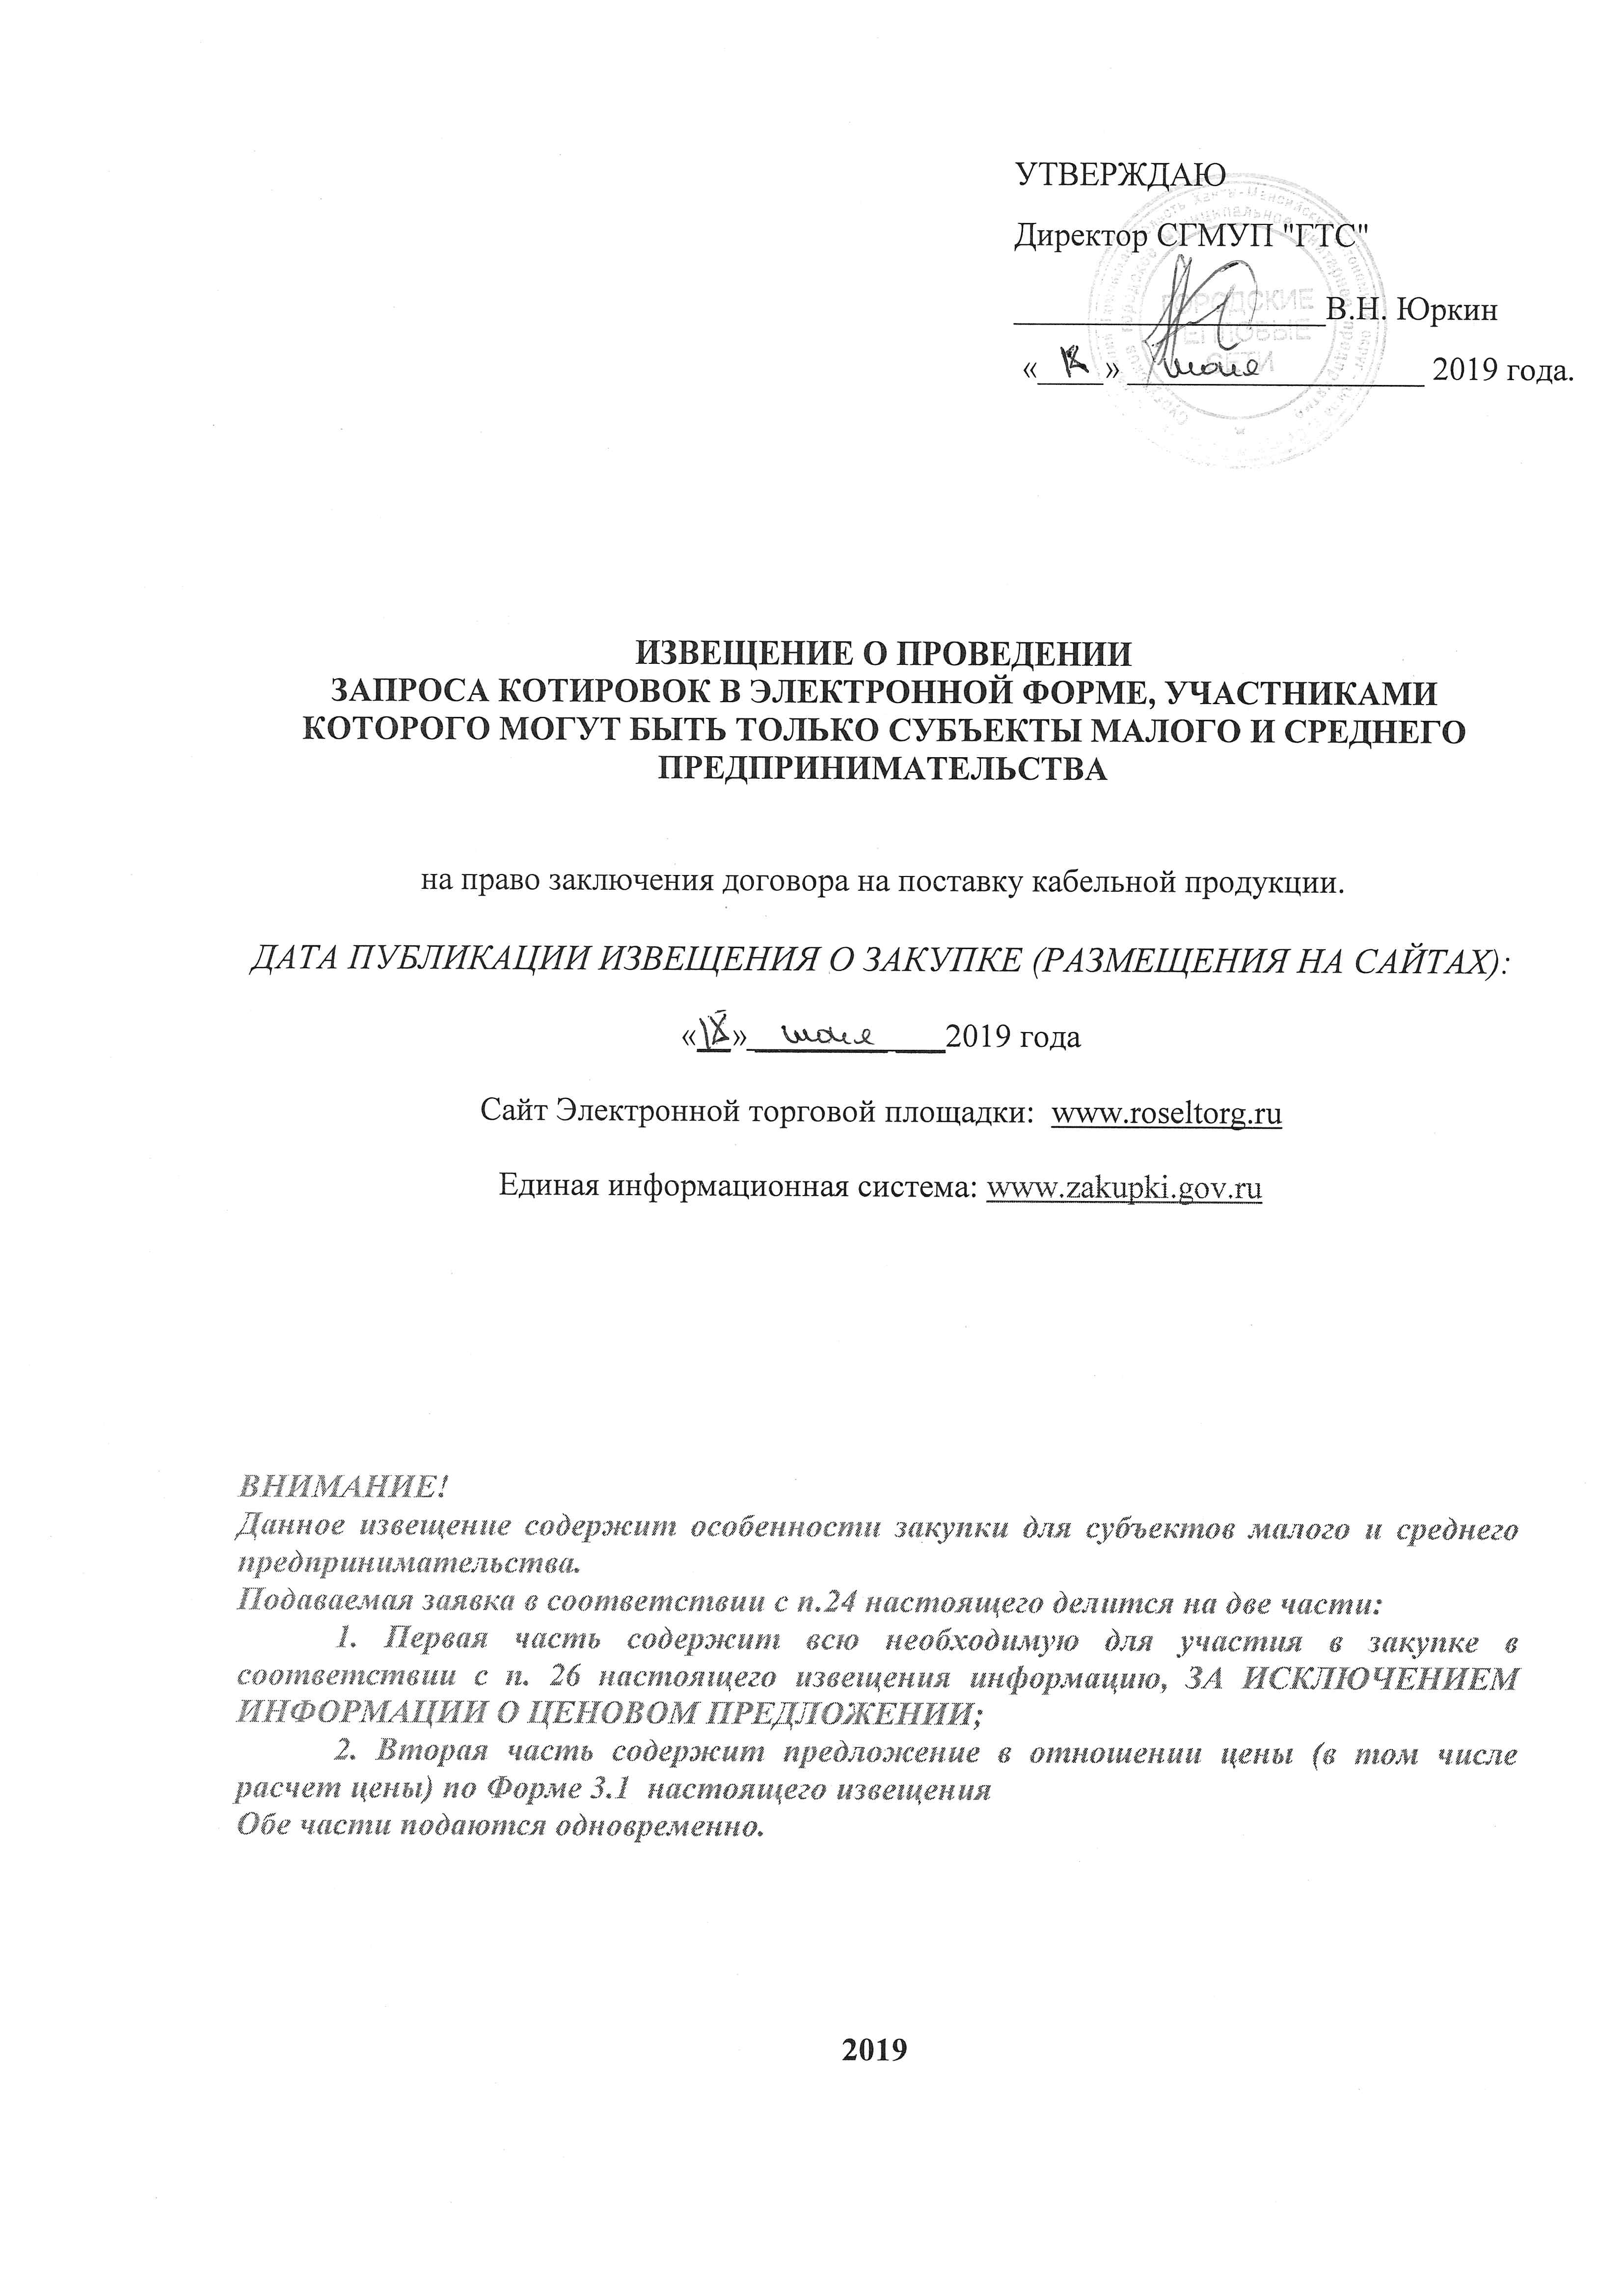 УТВЕРЖДАЮ
Директор СГМУП "ГТС"
В.Н. Юркин
«18» июня 2019 года.
ГОРОДСКИЕ
ТЕПЛОВЫЕ
СЕТИ
ИЗВЕЩЕНИЕ О ПРОВЕДЕНИИ
ЗАПРОСА КОТИРОВОК В ЭЛЕКТРОННОЙ ФОРМЕ, УЧАСТНИКАМИ
КОТОРОГО МОГУТ БЫТЬ ТОЛЬКО СУБЪЕКТЫ МАЛОГО И СРЕДНЕГО
ПРЕДПРИНИМАТЕЛЬСТВА
на право заключения договора на поставку кабельной продукции.
ДАТА ПУБЛИКАЦИИ ИЗВЕЩЕНИЯ О ЗАКУПКЕ (РАЗМЕЩЕНИЯ НА САЙТАХ):
«18» июня 2019 года
Сайт Электронной торговой площадки: www.roseltorg.ru
Единая информационная система: www.zakupki.gov.ru
ВНИМАНИЕ!
Данное извещение содержит особенности закупки для субъектов малого и среднего
предпринимательства.
Подаваемая заявка в соответствии с п.24 настоящего делится на две части:
1. Первая часть содержит всю необходимую для участия в закупке в
соответствии с п. 26 настоящего извещения информацию, ЗА ИСКЛЮЧЕНИЕМ
ИНФОРМАЦИИ О ЦЕНОВОМ ПРЕДЛОЖЕНИИ;
2. Вторая часть содержит предложение в отношении цены (в том числе
расчет цены) по Форме 3.1 настоящего извещения
Обе части подаются одновременно.
2019